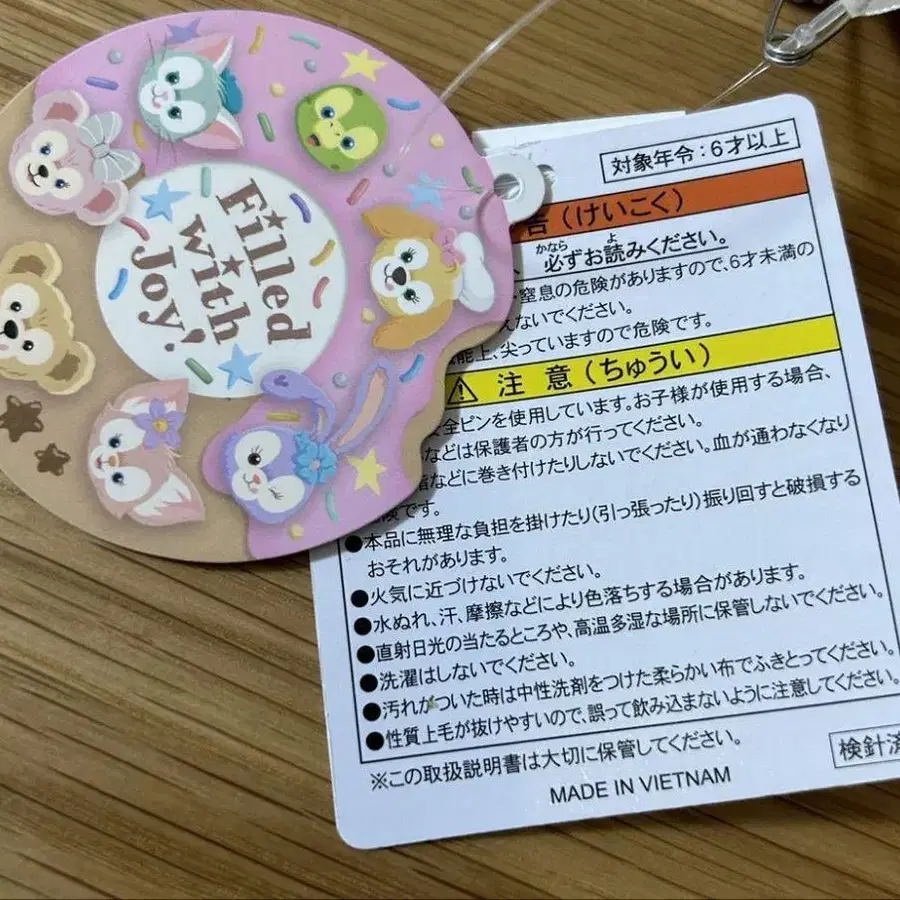 Filled
with
Joy!
対象年令:6才以上
告(けいこく)
かなら よ
必ずお読みください。
窒息の危険がありますので、6才未満の
えないでください。
能上、尖っていますので危険です。
注 意(ちゅうい)
全ピンを使用しています。お子様が使用する場合、
などは保護者の方が行ってください。
などに巻き付けたりしないでください。血が通わなくなり
険です。
●本品に無理な負担を掛けたり(引っ張ったり)振り回すと破損する
おそれがあります。
●火気に近づけないでください。
●水ぬれ、汗、摩擦などにより色落ちする場合があります。
●直射日光の当たるところや、高温多湿な場所に保管しないでください。
●洗濯はしないでください。
●汚れがついた時は中性洗剤をつけた柔らかい布でふきとってください。
●性質上毛が抜けやすいので、誤って飲み込まないように注意してください。
※この取扱説明書は大切に保管してください。
検針済
MADE IN VIETNAM